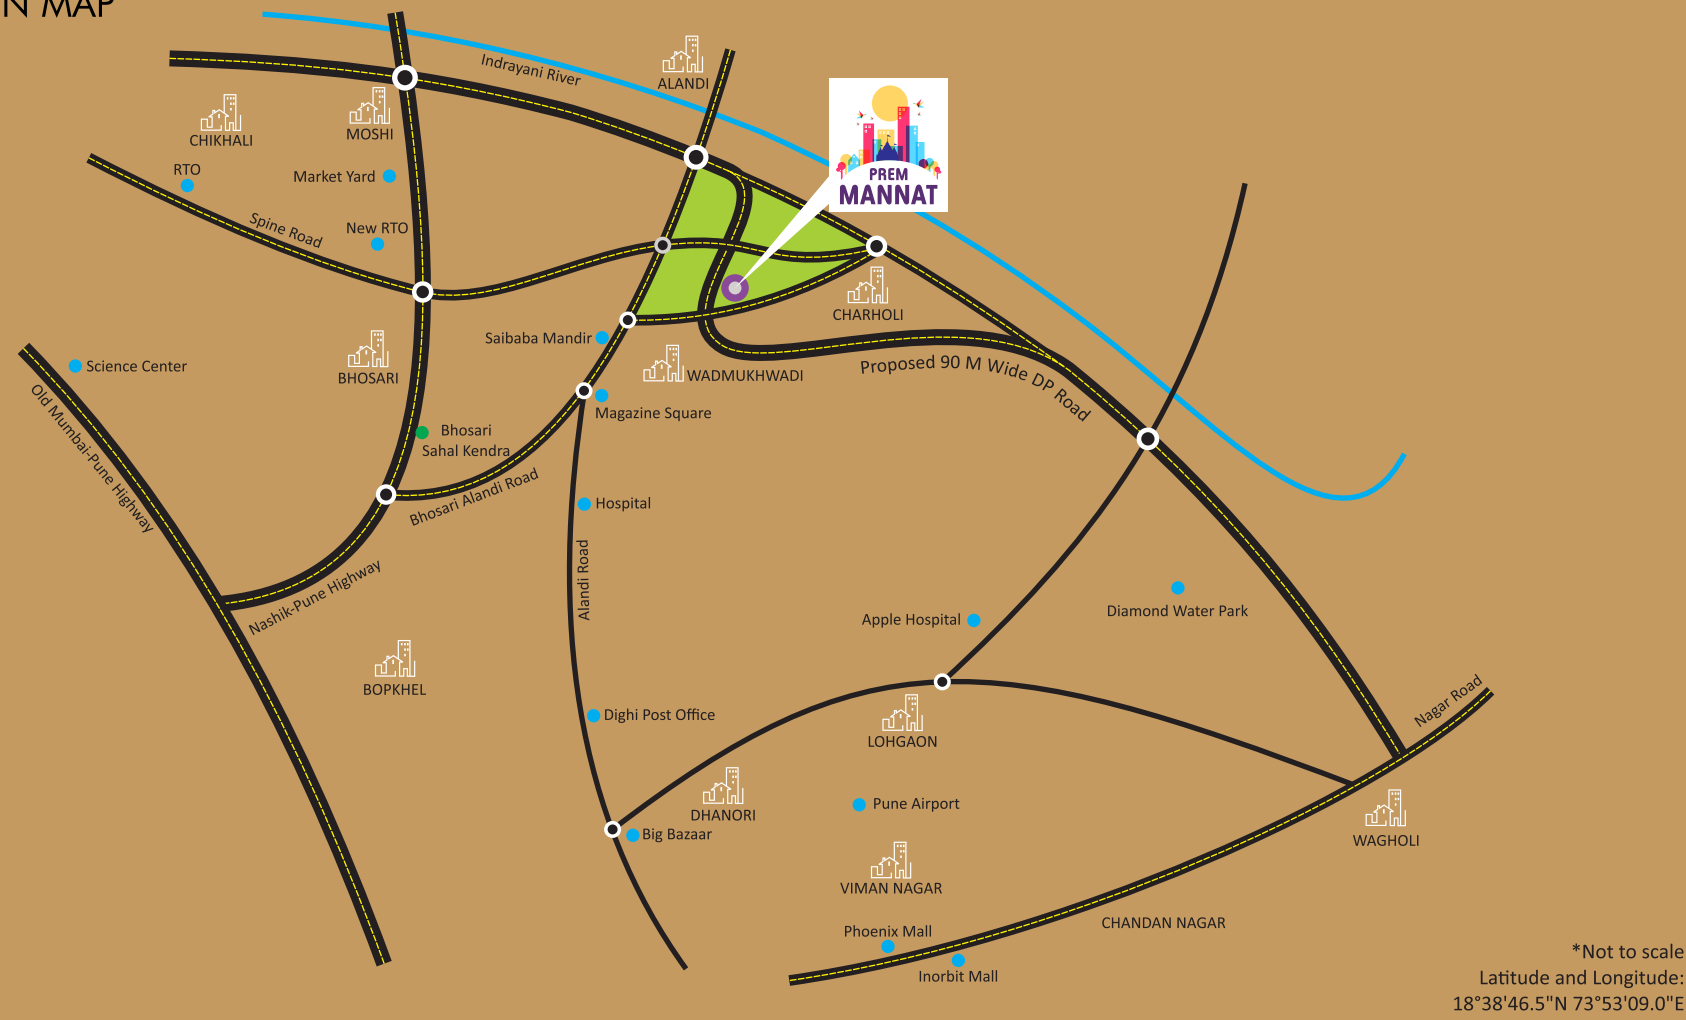 N MAP
Indrayani River
ALANDI
CHIKHALI
MOSHI
PREM
MANNAT
RTO
Market Yard
Spine Road
New RTO
CHARHOLI
Saibaba Mandir
Science Center
BHOSARI
WADMUKHWADI
Proposed 90 M Wide DP Road
Old Mumbai-Pune Highway
Magazine Square
Bhosari
Sahal Kendra
Bhosari Alandi Road
Hospital
Alandi Road
Nashik-Pune Highway
Apple Hospital
Diamond Water Park
BOPKHEL
Nagar Road
Dighi Post Office
LOHGAON
DHANORI
Pune Airport
Big Bazaar
WAGHOLI
VIMAN NAGAR
CHANDAN NAGAR
Phoenix Mall
Inorbit Mall
*Not to scale
Latitude and Longitude:
18°38'46.5"N 73°53'09.0"E